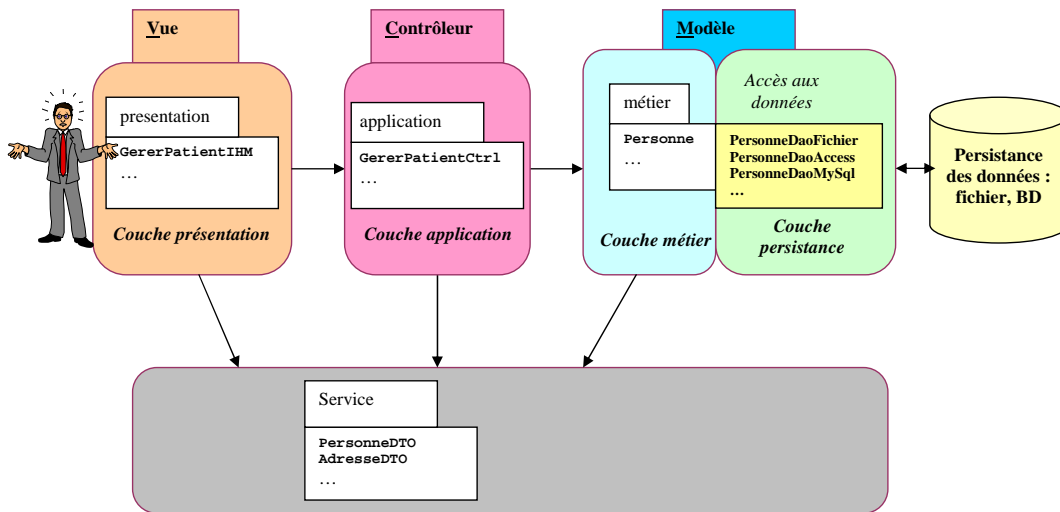 Vue
Contrôleur
Modèle
presentation
GererPatientIHM
…
Couche présentation
application
GererPatientCtrl
…
Couche application
métier
Personne
…
Couche métier
Accès aux
données
PersonneDaoFichier
PersonneDaoAccess
PersonneDaoMySql
…
Couche
persistance
Persistance
des données :
fichier, BD
Service
PersonneDTO
AdresseDTO
…